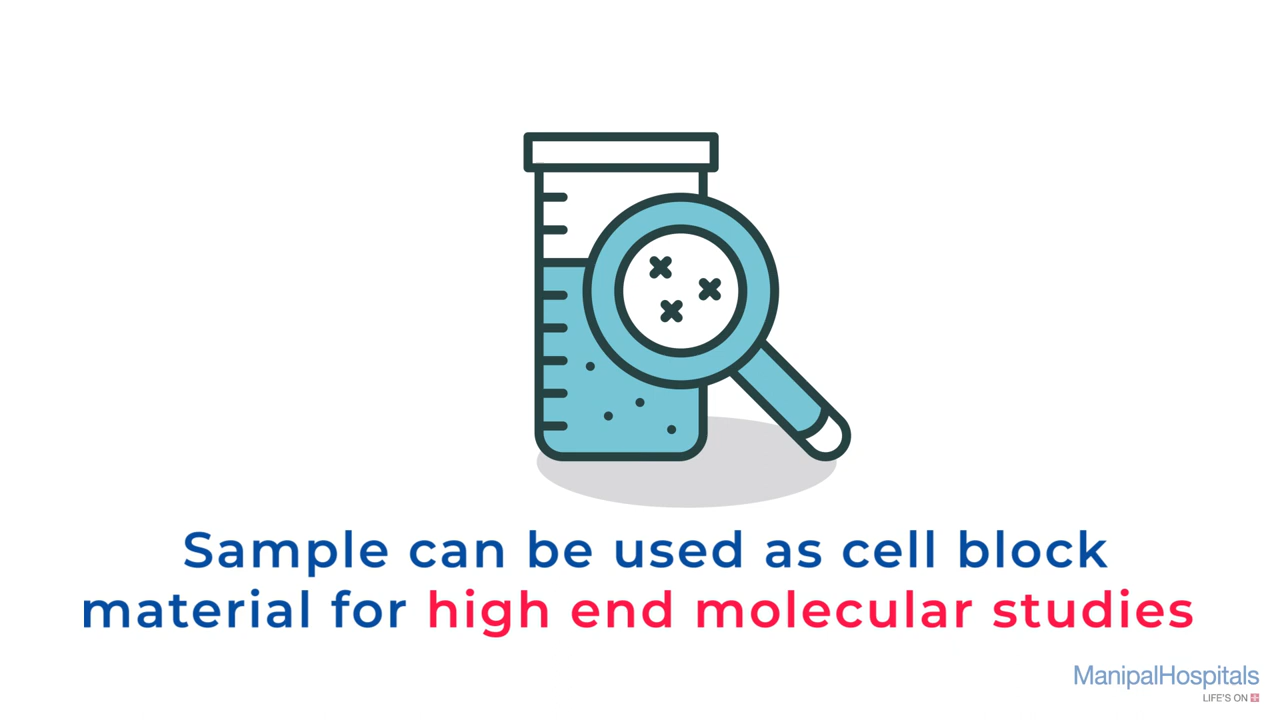 Sample can be used as cell block
material for high end molecular studies
ManipalHospitals
LIFE'S ON